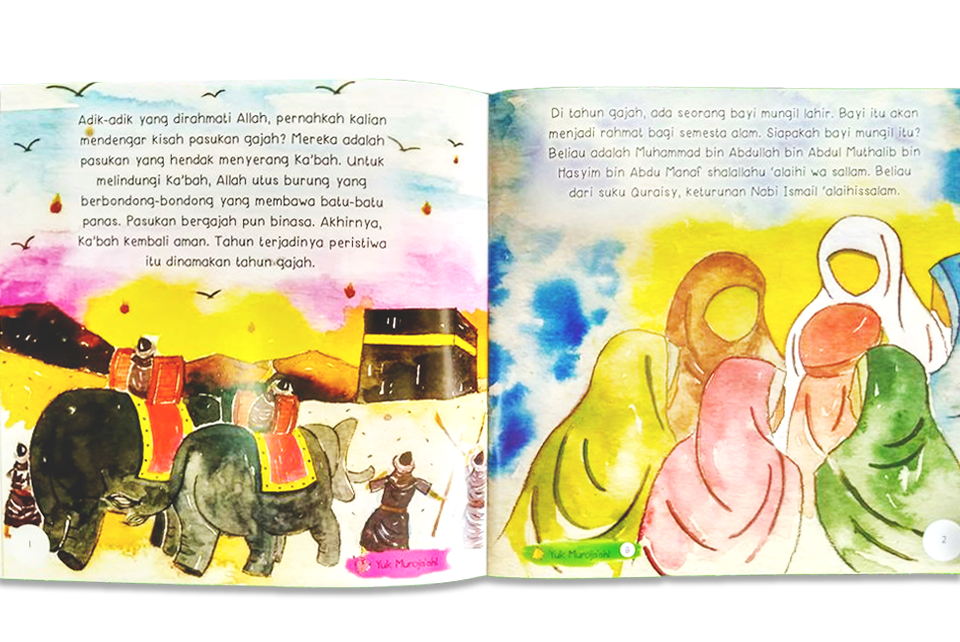 Adik-adik yang dirahmati Allah, pernahkah kalian
mendengar kisah pasukan gajah? Mereka adalah
pasukan yang hendak menyerang Ka'bah. Untuk
melindungi Ka'bah, Allah utus burung yang
berbondong-bondong yang membawa batu-batu
panas. Pasukan bergajah pun binasa. Akhirnya,
Ka'bah kembali aman. Tahun terjadinya peristiwa
itu dinamakan tahun gajah.
1
Yuk Muroja'ah!
Di tahun gajah, ada seorang bayi mungil lahir. Bayi itu akan
menjadi rahmat bagi semesta alam. Siapakah bayi mungil itu?
Beliau adalah Muhammad bin Abdullah bin Abdul Muthalib bin
Hasyim bin Abdu Manaf shalallahu 'alaihi wa sallam. Beliau
dari suku Quraisy, keturunan Nabi Ismail 'alaihissalam.
Yuk Muroja'ah!
2